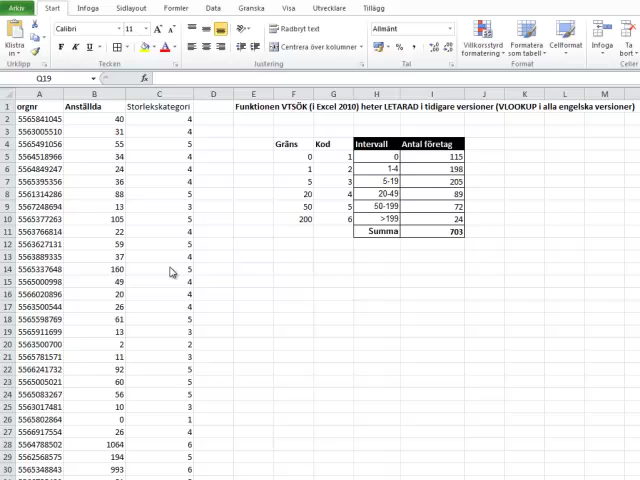 Arkiv Start Infoga Sidlayout Formler Data Granska Visa Utvecklare Tillägg
Klistra in
Calibri 11 A A
Radbryt text
Allmänt
F K U
Centrera över kolumner
% 000
Villkorsstyrd formatering
Formatera som tabell
Cellformat
Infoga
Ta bort
Urklipp Tecken Justering Tal Format
Q19 fx
A B C D E F G H I J K L M
1 orgnr Anställda Storlekskategori Funktionen VTSÖK (i Excel 2010) heter LETARAD i tidigare versioner (VLOOKUP i alla engelska versioner)
2 5565841045 40 4
3 5563005510 31 4
4 5565491056 55 5 Gräns Kod Intervall Antal företag
5 5564518966 34 4 0 1 0 115
6 5564849247 24 4 1 2 1-4 198
7 5565395356 36 4 5 3 5-19 205
8 5561314286 88 5 20 4 20-49 89
9 5567248694 13 3 50 5 50-199 72
10 5565377263 105 5 200 6 >199 24
11 5563766814 22 4 Summa 703
12 5563627131 59 5
13 5563889335 37 4
14 5565337648 160 5
15 5565000998 49 4
16 5566020896 20 4
17 5563500544 26 4
18 5565598769 61 5
19 5565911699 13 3
20 5563500700 2 2
21 5565781571 11 3
22 5566241732 92 5
23 5565005021 60 5
24 5565083267 56 5
25 5563017481 10 3
26 5565802864 0 1
27 5566917554 26 4
28 5564788502 1064 6
29 5562568575 194 5
30 5565348843 993 6